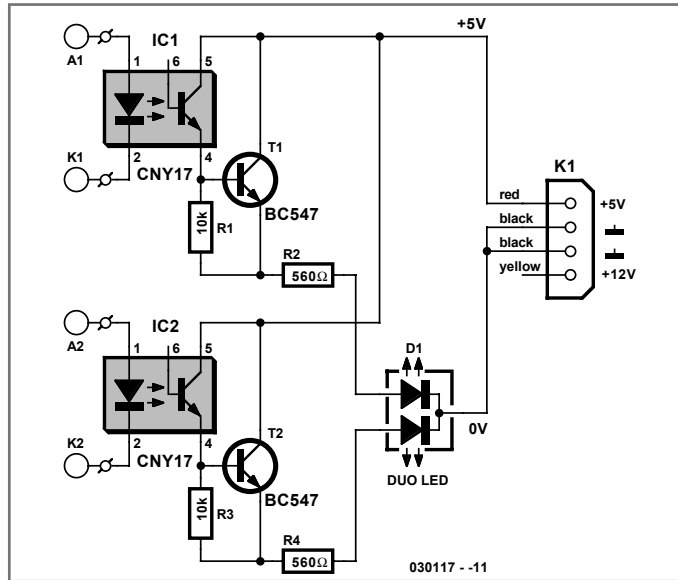 IC1
+5V
A1
1
6
5
K1
2
4
CNY17
T1
BC547
10k
R1
R2
560Ω
K1
red
+5V
black
black
yellow
+12V
IC2
A2
1
6
5
K2
2
4
CNY17
T2
BC547
10k
R3
R4
560Ω
D1
0V
DUO LED
030117 - -11